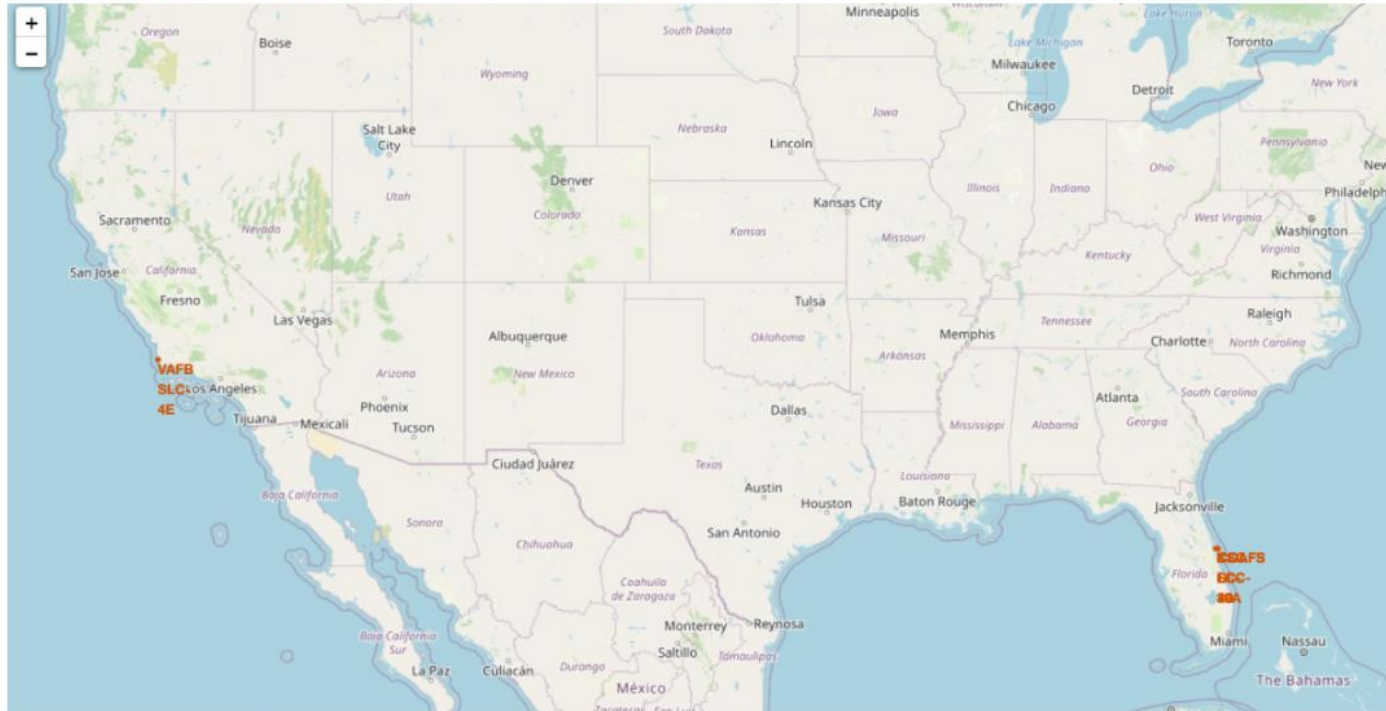 +
−
Minneapolis
Wisconsin
Lake Huron
Oregon
Boise
South Dakota
Lake Michigan
Toronto
Milwaukee
Wyoming
New York
Detroit
Chicago
Iowa
Salt Lake
City
Nebraska
Lincoln
Pennsylvania
New
Ohio
Denver
Illinois
Indiana
Philadelph
Utah
Kansas City
Colorado
Sacramento
West Virginia
Nevada
Kansas
Missouri
Washington
Virginia
Kentucky
San Jose
California
Richmond
Fresno
Tulsa
Las Vegas
Raleigh
Tennessee
Albuquerque
Oklahoma
Memphis
Charlotte
North Carolina
Arkansas
VAFB
Arizona
New Mexico
SLC-
Los Angeles
South Carolina
Atlanta
4E
Phoenix
Dallas
Tijuana
Mexicali
Tucson
Mississippi
Alabama
Georgia
Ciudad Juárez
Texas
Louisiana
Austin
Baja California
Houston
Baton Rouge
Jacksonville
Sonora
San Antonio
Chihuahua
Florida
Coahuila
de Zaragoza
Monterrey
Reynosa
Baja California
Sur
Miami
Nassau
Saltillo
Tamaulipas
La Paz
Culiacán
Durango
The Bahamas
México
Zacatecas